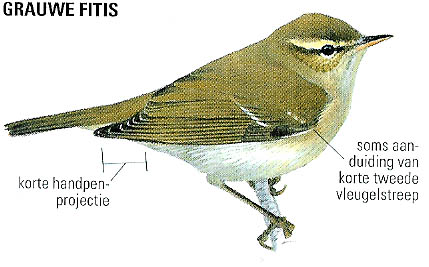 GRAUWE FITIS
korte handpen-
projectie
soms aan-
duiding van
korte tweede
vleugelstreep